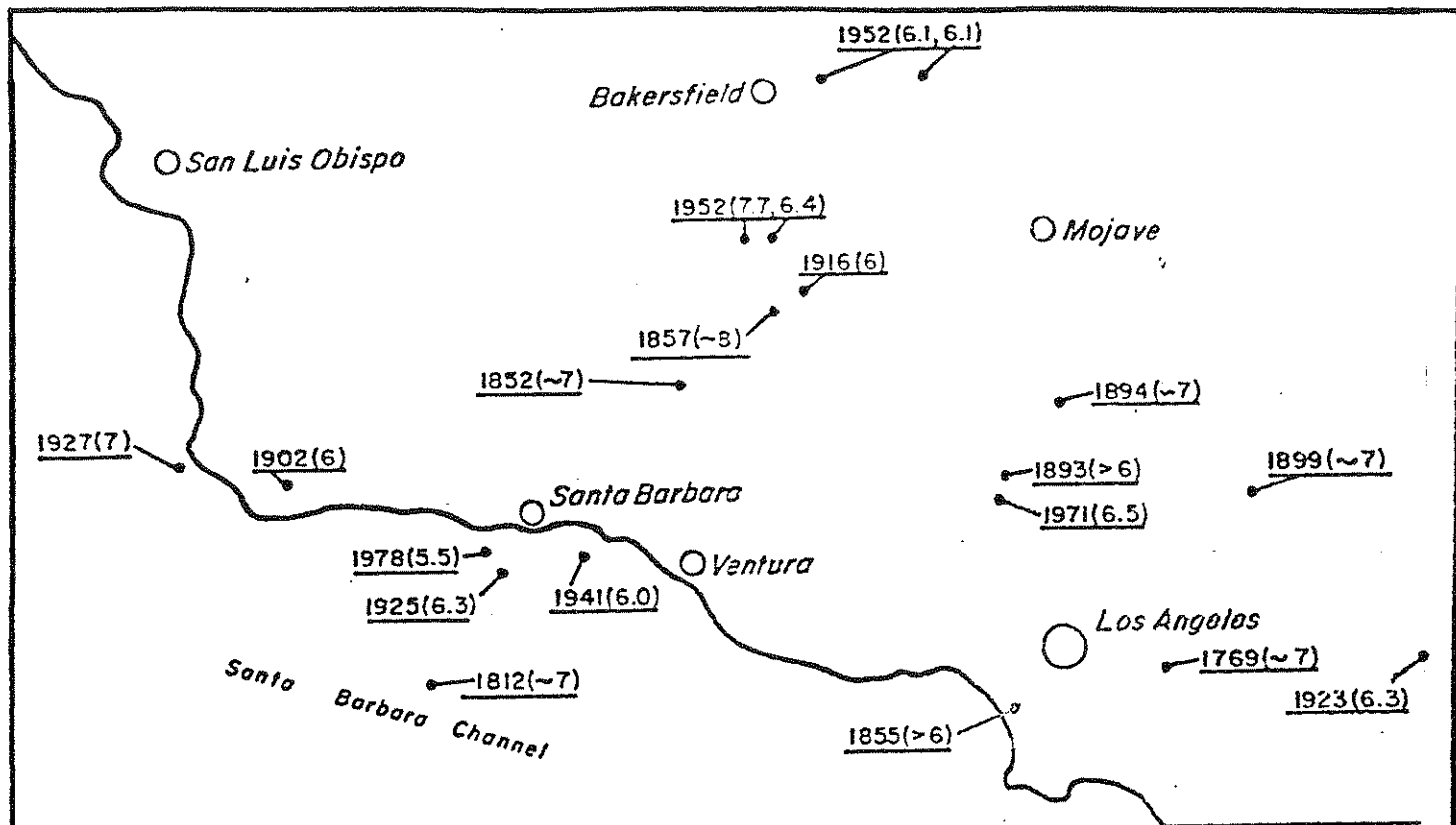 1952(6.1, 6.1)
Bakersfield
San Luis Obispo
1952(7.7, 6.4)
Mojave
1916(6)
1857(~8)
1852(~7)
1894(~7)
1927(7)
1902(6)
1893(>6)
1899(~7)
Santa Barbara
1971(6.5)
1978(5.5)
Ventura
1925(6.3)
1941(6.0)
Los Angeles
1769(~7)
Santa Barbara Channel
1812(~7)
1923(6.3)
1855(>6)